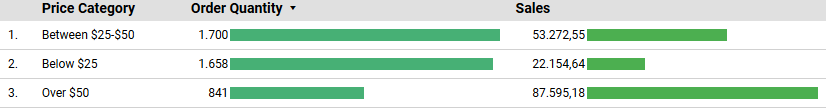 Price Category Order Quantity Sales
1. Between $25-$50 1.700 53.272,55
2. Below $25 1.658 22.154,64
3. Over $50 841 87.595,18